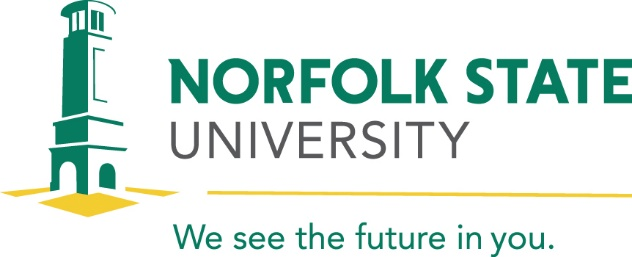 NORFOLK STATE
UNIVERSITY
We see the future in you.